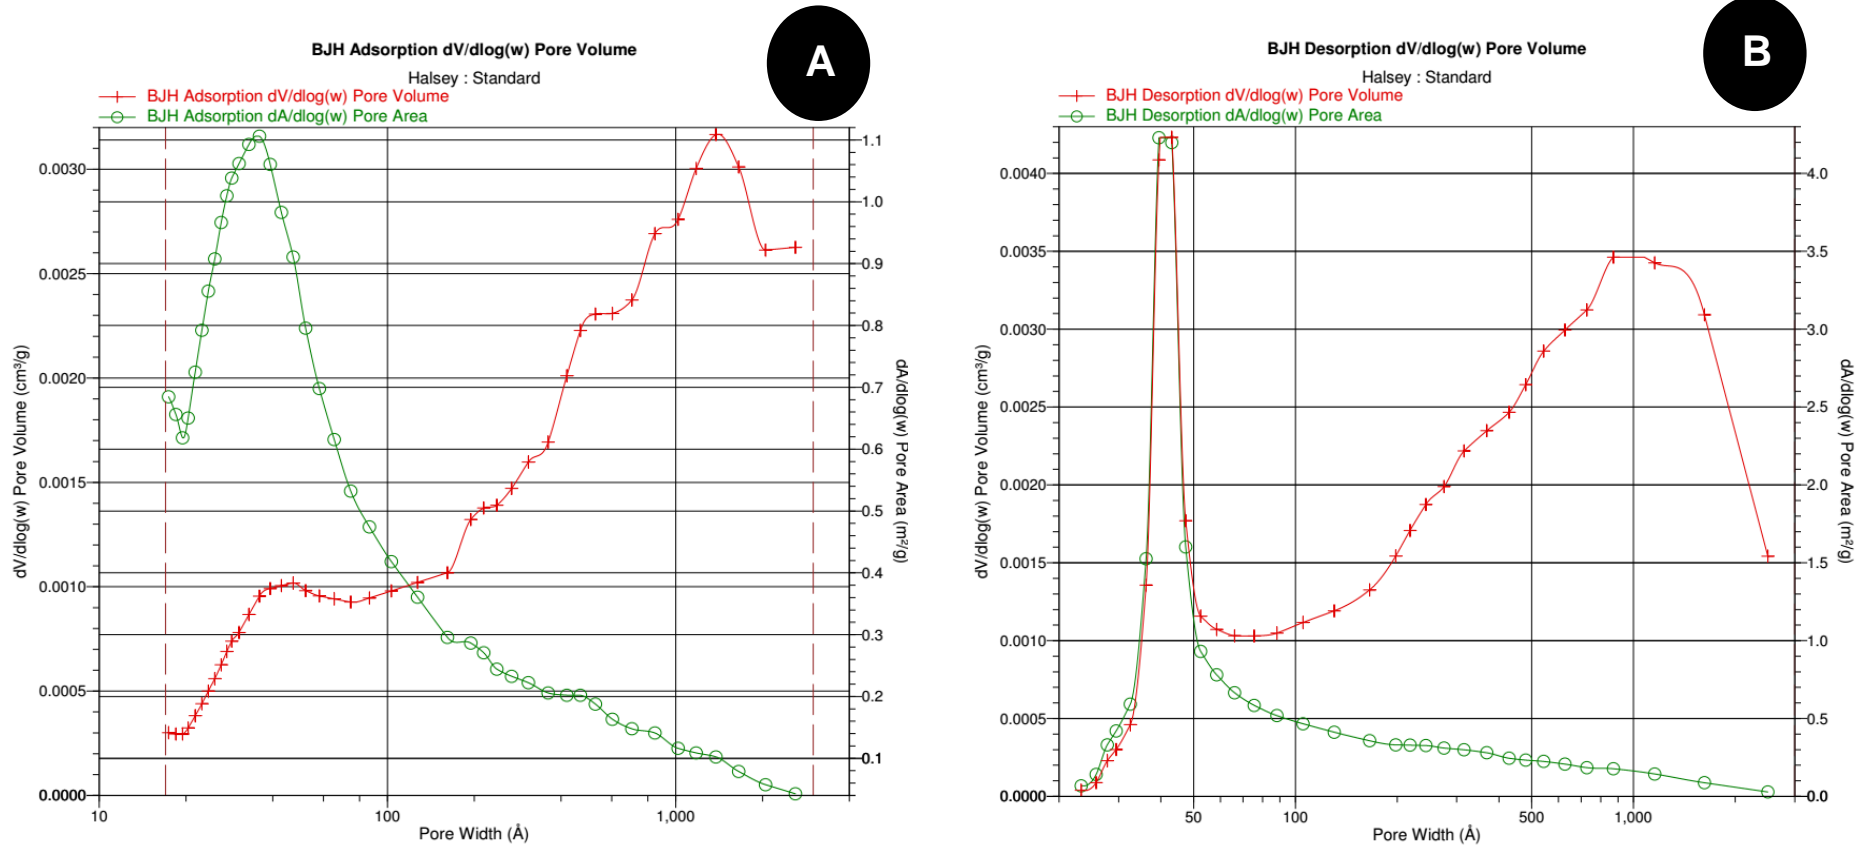 A
BJH Adsorption dV/dlog(w) Pore Volume
Halsey : Standard
BJH Adsorption dV/dlog(w) Pore Volume
BJH Adsorption dA/dlog(w) Pore Area
dV/dlog(w) Pore Volume (cm³/g)
0.0030
0.0025
0.0020
0.0015
0.0010
0.0005
0.0000
1.1
1.0
0.9
0.8
0.7
0.6
0.5
0.4
0.3
0.2
0.1
dA/dlog(w) Pore Area (m²/g)
10
100
1,000
Pore Width (Å)
B
BJH Desorption dV/dlog(w) Pore Volume
Halsey : Standard
BJH Desorption dV/dlog(w) Pore Volume
BJH Desorption dA/dlog(w) Pore Area
dV/dlog(w) Pore Volume (cm³/g)
0.0040
0.0035
0.0030
0.0025
0.0020
0.0015
0.0010
0.0005
0.0000
4.0
3.5
3.0
2.5
2.0
1.5
1.0
0.5
0.0
dA/dlog(w) Pore Area (m²/g)
20
50
100
500
1,000
Pore Width (Å)